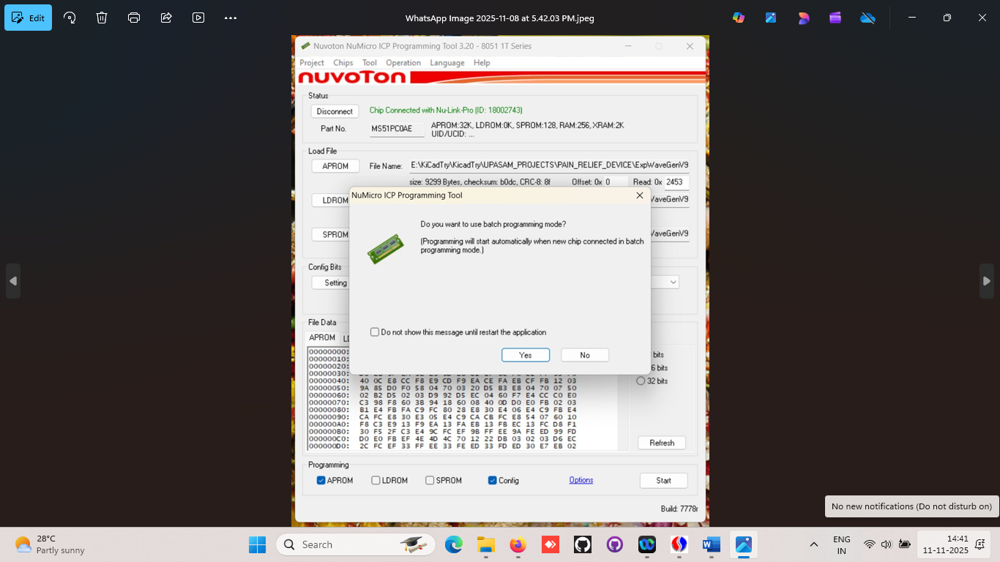 Edit
WhatsApp Image 2025-11-08 at 5.42.03 PM.jpeg
Nuvoton NuMicro ICP Programming Tool 3.20 - 8051 1T Series
Project Chips Tool Operation Language Help
nuvoTon
Status
Disconnect Chip Connected with Nu-Link-Pro (ID: 18002743)
Part No. MS51PC0AE APROM:32K, LDROM:0K, SPROM:128, RAM:256, XRAM:2K
UID/UCID: ...
Load File
APROM File Name: E:\KiCadTry\KicadTry\UPASAM_PROJECTS\PAIN_RELIEF_DEVICE\ExpWaveGenV9
size: 9299 Bytes, checksum: b0dc, CRC-8: 8f Offset: 0x 0 Read: 0x 2453
NuMicro ICP Programming Tool
LDROM WaveGenV9
Do you want to use batch programming mode?
SPROM WaveGenV9
(Programming will start automatically when new chip connected in batch
programming mode.)
Config Bits
Setting
File Data
APROM LD
Do not show this message until restart the application
Yes No
00000000: bits
00000010:
00000020: 6 bits
00000030:
00000040: 40 0C E8 CC F8 E9 CD F9 EA CE FA EB CF FB 12 03 32 bits
00000050: 9A 85 D0 F0 58 04 70 03 20 D5 B3 E8 04 70 07 50
00000060: 02 B2 D5 02 03 D9 92 D5 EC 04 60 F7 E4 CC C0 E0
00000070: C3 98 F8 60 3B 94 18 60 08 40 0D D0 E0 FB 02 03
00000080: B1 E4 FB FA C9 FC 80 28 E8 30 E4 06 E4 C9 FB E4
00000090: CA FC E8 30 E3 05 E4 C9 CA CB FC E8 54 07 60 10
000000A0: F8 C3 E9 13 F9 EA 13 FA EB 13 FB EC 13 FC D8 F1
000000B0: 30 F5 2F C3 E4 9C FC EF 9B FF EE 9A FE ED 99 FD
000000C0: D0 E0 FB EF 4E 4D 4C 70 12 22 DB 03 02 03 D6 EC
000000D0: 2C FC EF 33 FF EE 33 FE ED 33 FD ED 30 E7 EB 02
Refresh
Programming
APROM LDROM SPROM Config Options Start
Build: 7778r
No new notifications (Do not disturb on)
28°C
Partly sunny
Search
ENG
IN
14:41
11-11-2025